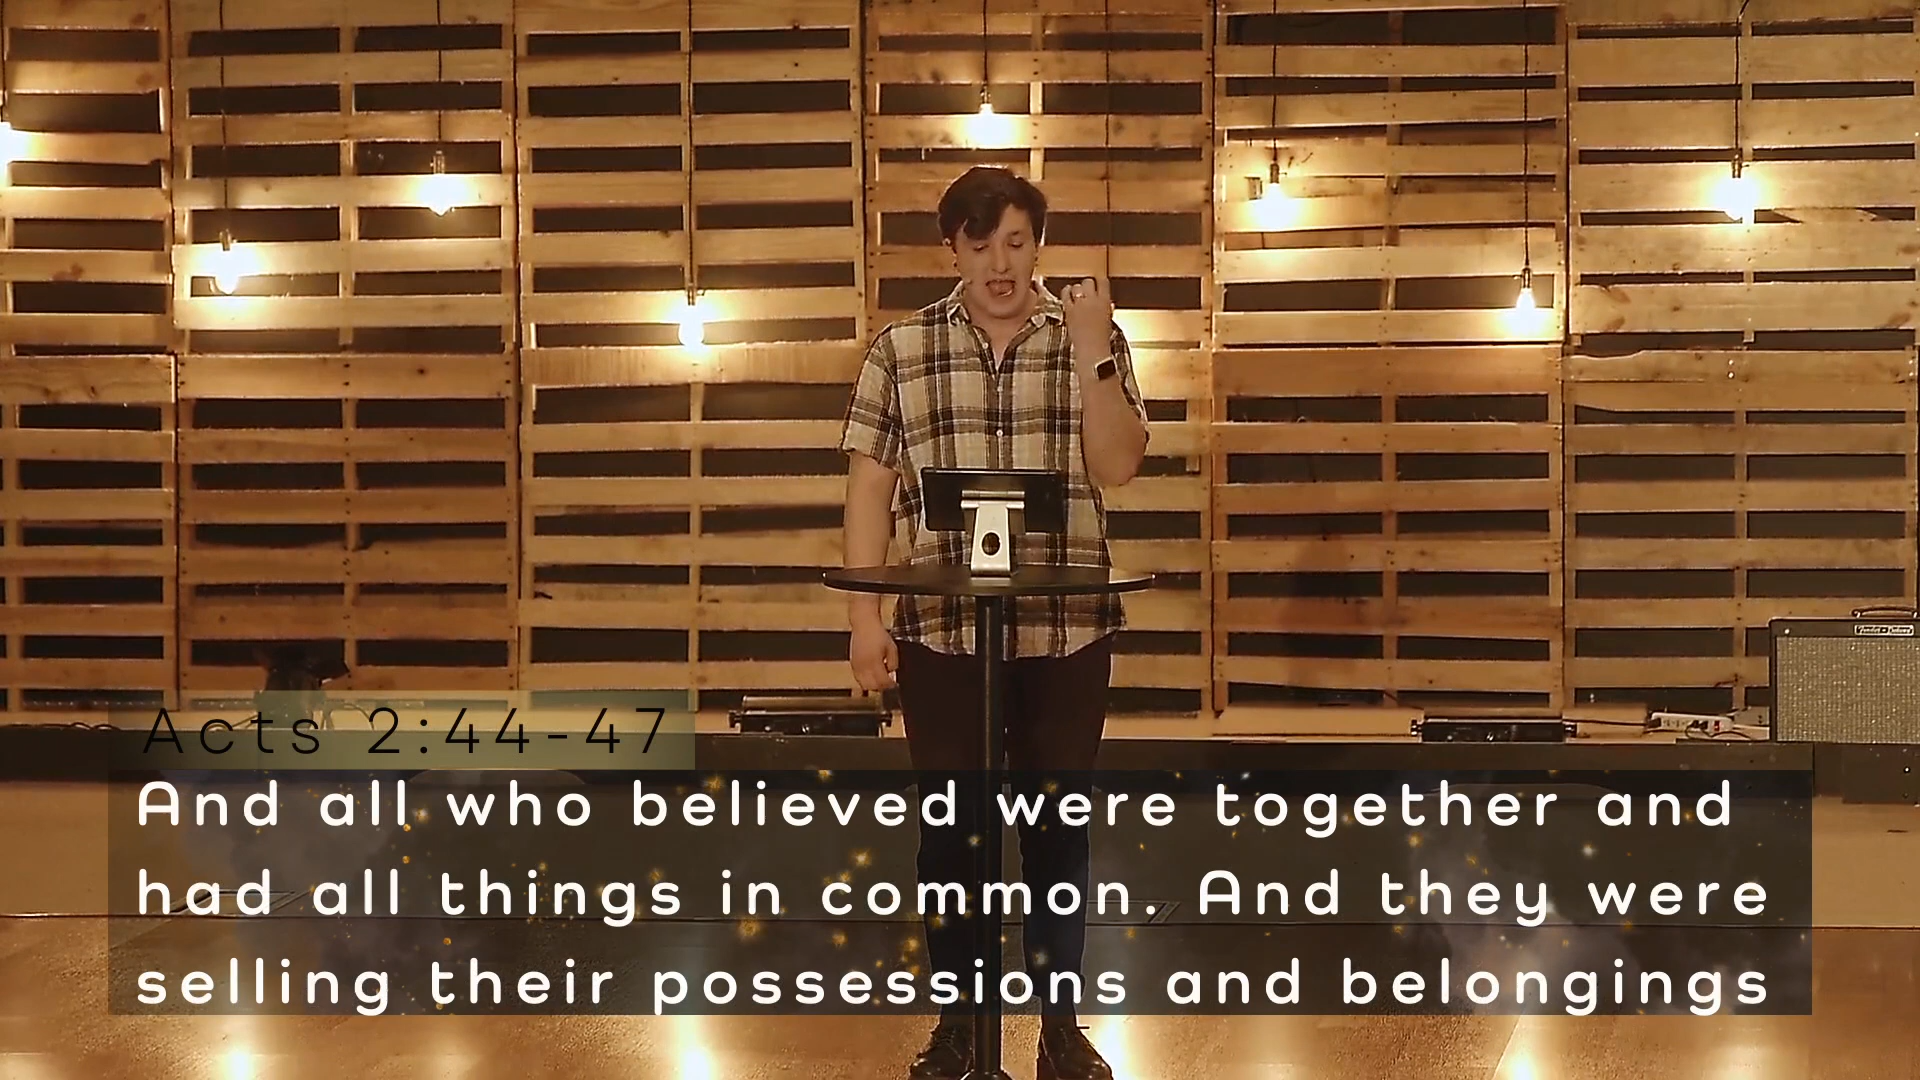 Acts 2:44-47
And all who believed were together and
had all things in common. And they were
selling their possessions and belongings